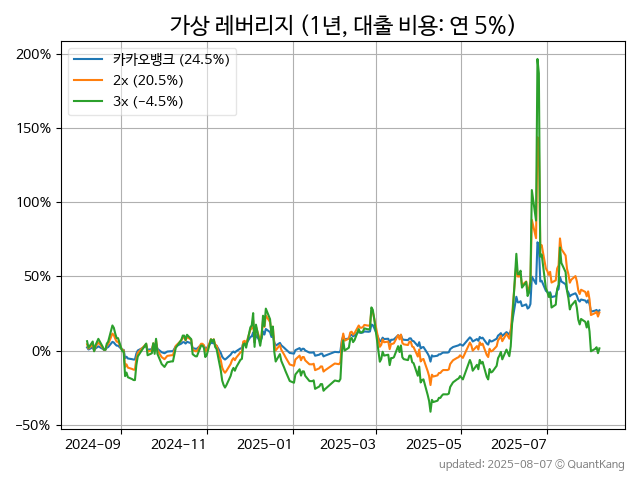 가상 레버리지 (1년, 대출 비용: 연 5%)
200%
150%
100%
50%
0%
−50%
카카오뱅크 (24.5%)
2x (20.5%)
3x (−4.5%)
2024-09 2024-11 2025-01 2025-03 2025-05 2025-07
updated: 2025-08-07 © QuantKang